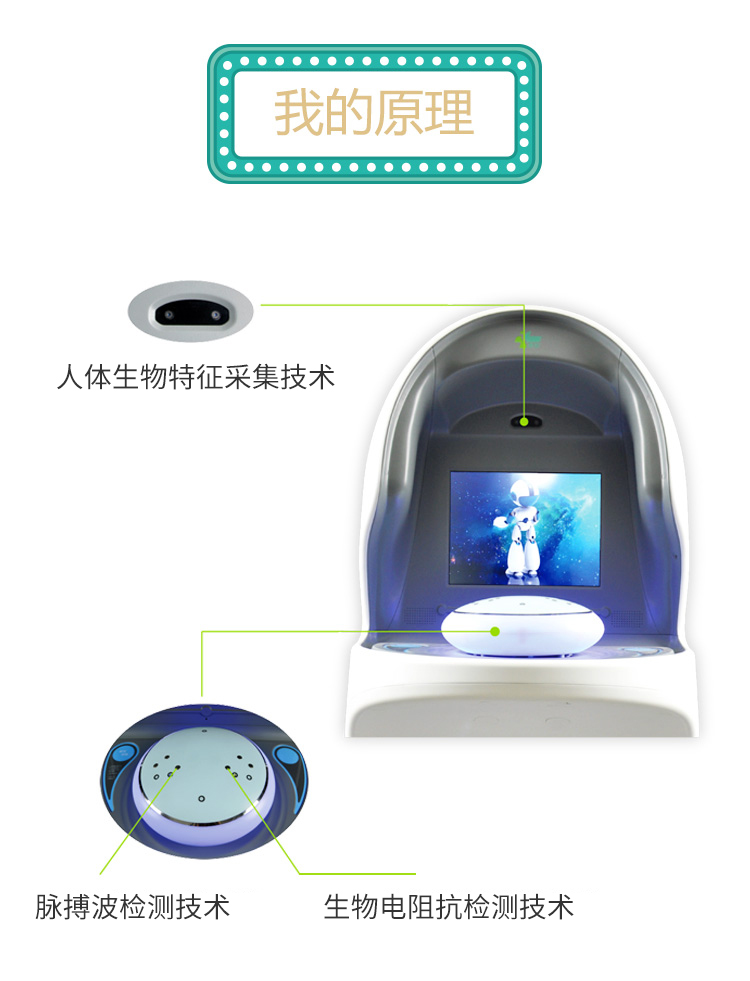 我的原理
人体生物特征采集技术
脉搏波检测技术
生物电阻抗检测技术